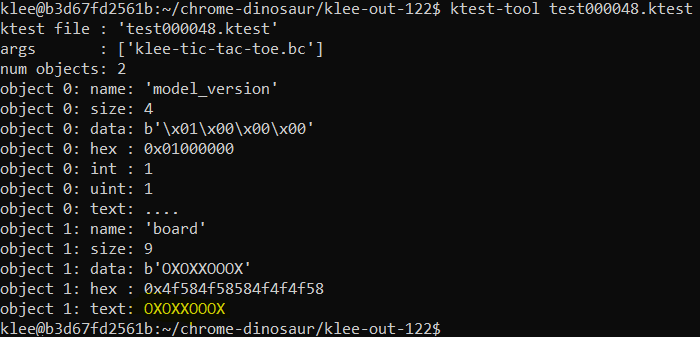 klee@b3d67fd2561b:~/chrome-dinosaur/klee-out-122$ ktest-tool test000048.ktest
ktest file : 'test000048.ktest'
args       : ['klee-tic-tac-toe.bc']
num objects: 2
object 0: name: 'model_version'
object 0: size: 4
object 0: data: b'\x01\x00\x00\x00'
object 0: hex : 0x01000000
object 0: int : 1
object 0: uint: 1
object 0: text: ....
object 1: name: 'board'
object 1: size: 9
object 1: data: b'OXOXXOOOX'
object 1: hex : 0x4f584f58584f4f4f58
object 1: text: OXOXXOOOX
klee@b3d67fd2561b:~/chrome-dinosaur/klee-out-122$